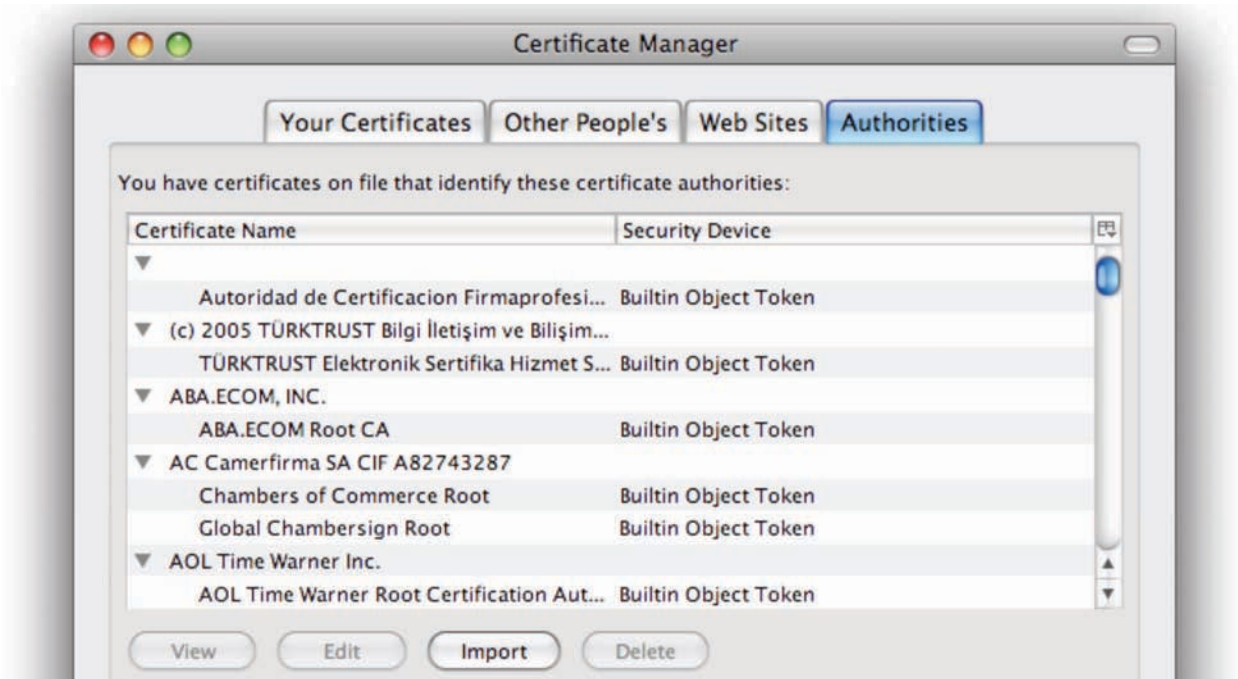 Certificate Manager
Your Certificates Other People's Web Sites Authorities
You have certificates on file that identify these certificate authorities:
Certificate Name Security Device
Autoridad de Certificacion Firmaprofesi... Builtin Object Token
(c) 2005 TÜRKTRUST Bilgi İletişim ve Bilişim...
TÜRKTRUST Elektronik Sertifika Hizmet S... Builtin Object Token
ABA.ECOM, INC.
ABA.ECOM Root CA Builtin Object Token
AC Camerfirma SA CIF A82743287
Chambers of Commerce Root Builtin Object Token
Global Chambersign Root Builtin Object Token
AOL Time Warner Inc.
AOL Time Warner Root Certification Aut... Builtin Object Token
View Edit Import Delete